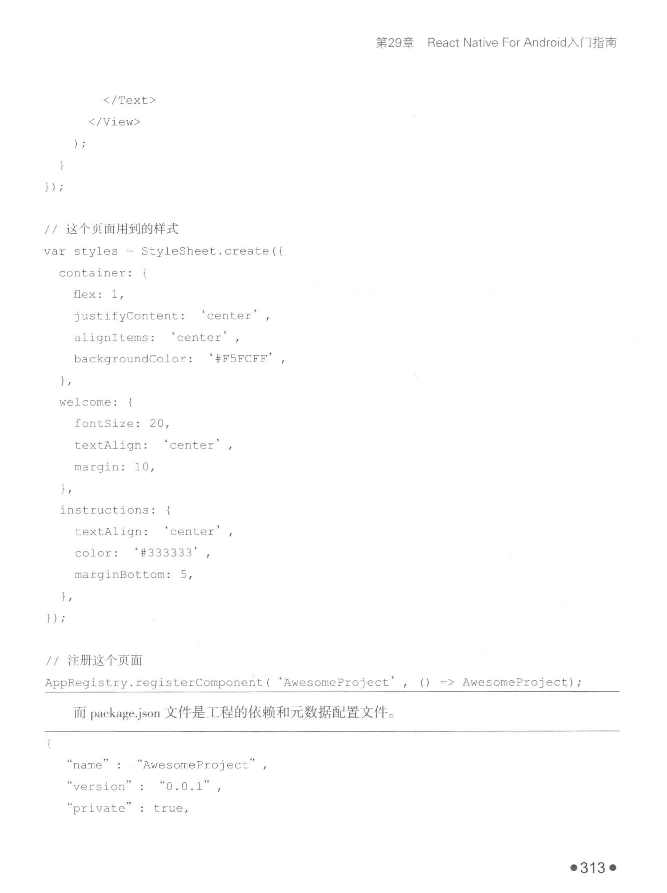 第29章 React Native For Android入门指南
</Text>
</View>
);
}
});
// 这个页面用到的样式
var styles = StyleSheet.create({
container: {
flex: 1,
justifyContent: ‘center’,
alignItems: ‘center’,
backgroundColor: ‘#F5FCFF’,
},
welcome: {
fontSize: 20,
textAlign: ‘center’,
margin: 10,
},
instructions: {
textAlign: ‘center’,
color: ‘#333333’,
marginBottom: 5,
},
});
// 注册这个页面
AppRegistry.registerComponent( ‘AwesomeProject’, () => AwesomeProject);
而 package.json 文件是工程的依赖和元数据配置文件。
{
“name” : “AwesomeProject”,
“version” : “0.0.1”,
“private” : true,
●313●